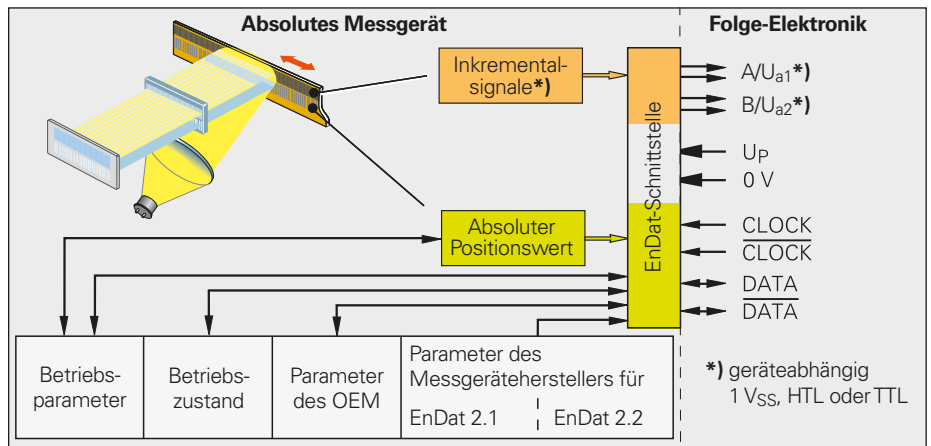 Absolutes Messgerät
Folge-Elektronik
Inkremental-
signale*)
A/Ua1*)
B/Ua2*)
EnDat-Schnittstelle
UP
0 V
Absoluter
Positionswert
CLOCK
CLOCK
DATA
DATA
Betriebs-
parameter
Betriebs-
zustand
Parameter
des OEM
Parameter des
Messgeräteherstellers für
EnDat 2.1
EnDat 2.2
*) geräteabhängig
1 VSS, HTL oder TTL